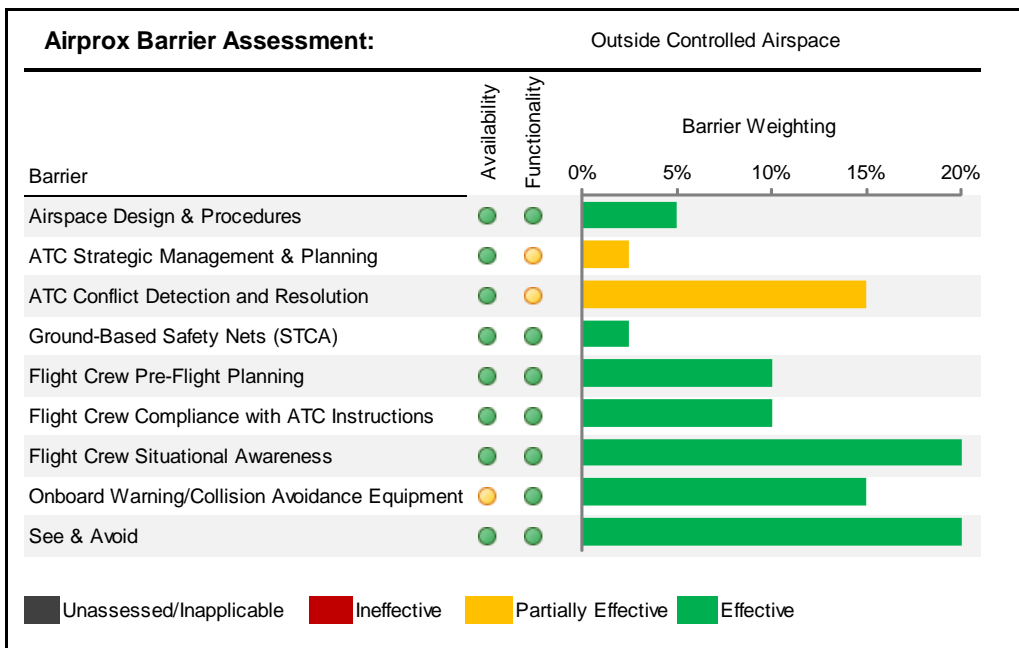 Airprox Barrier Assessment: Outside Controlled Airspace
Availability
Functionality
Barrier Weighting
Barrier
0% 5% 10% 15% 20%
Airspace Design & Procedures
ATC Strategic Management & Planning
ATC Conflict Detection and Resolution
Ground-Based Safety Nets (STCA)
Flight Crew Pre-Flight Planning
Flight Crew Compliance with ATC Instructions
Flight Crew Situational Awareness
Onboard Warning/Collision Avoidance Equipment
See & Avoid
Unassessed/Inapplicable Ineffective Partially Effective Effective